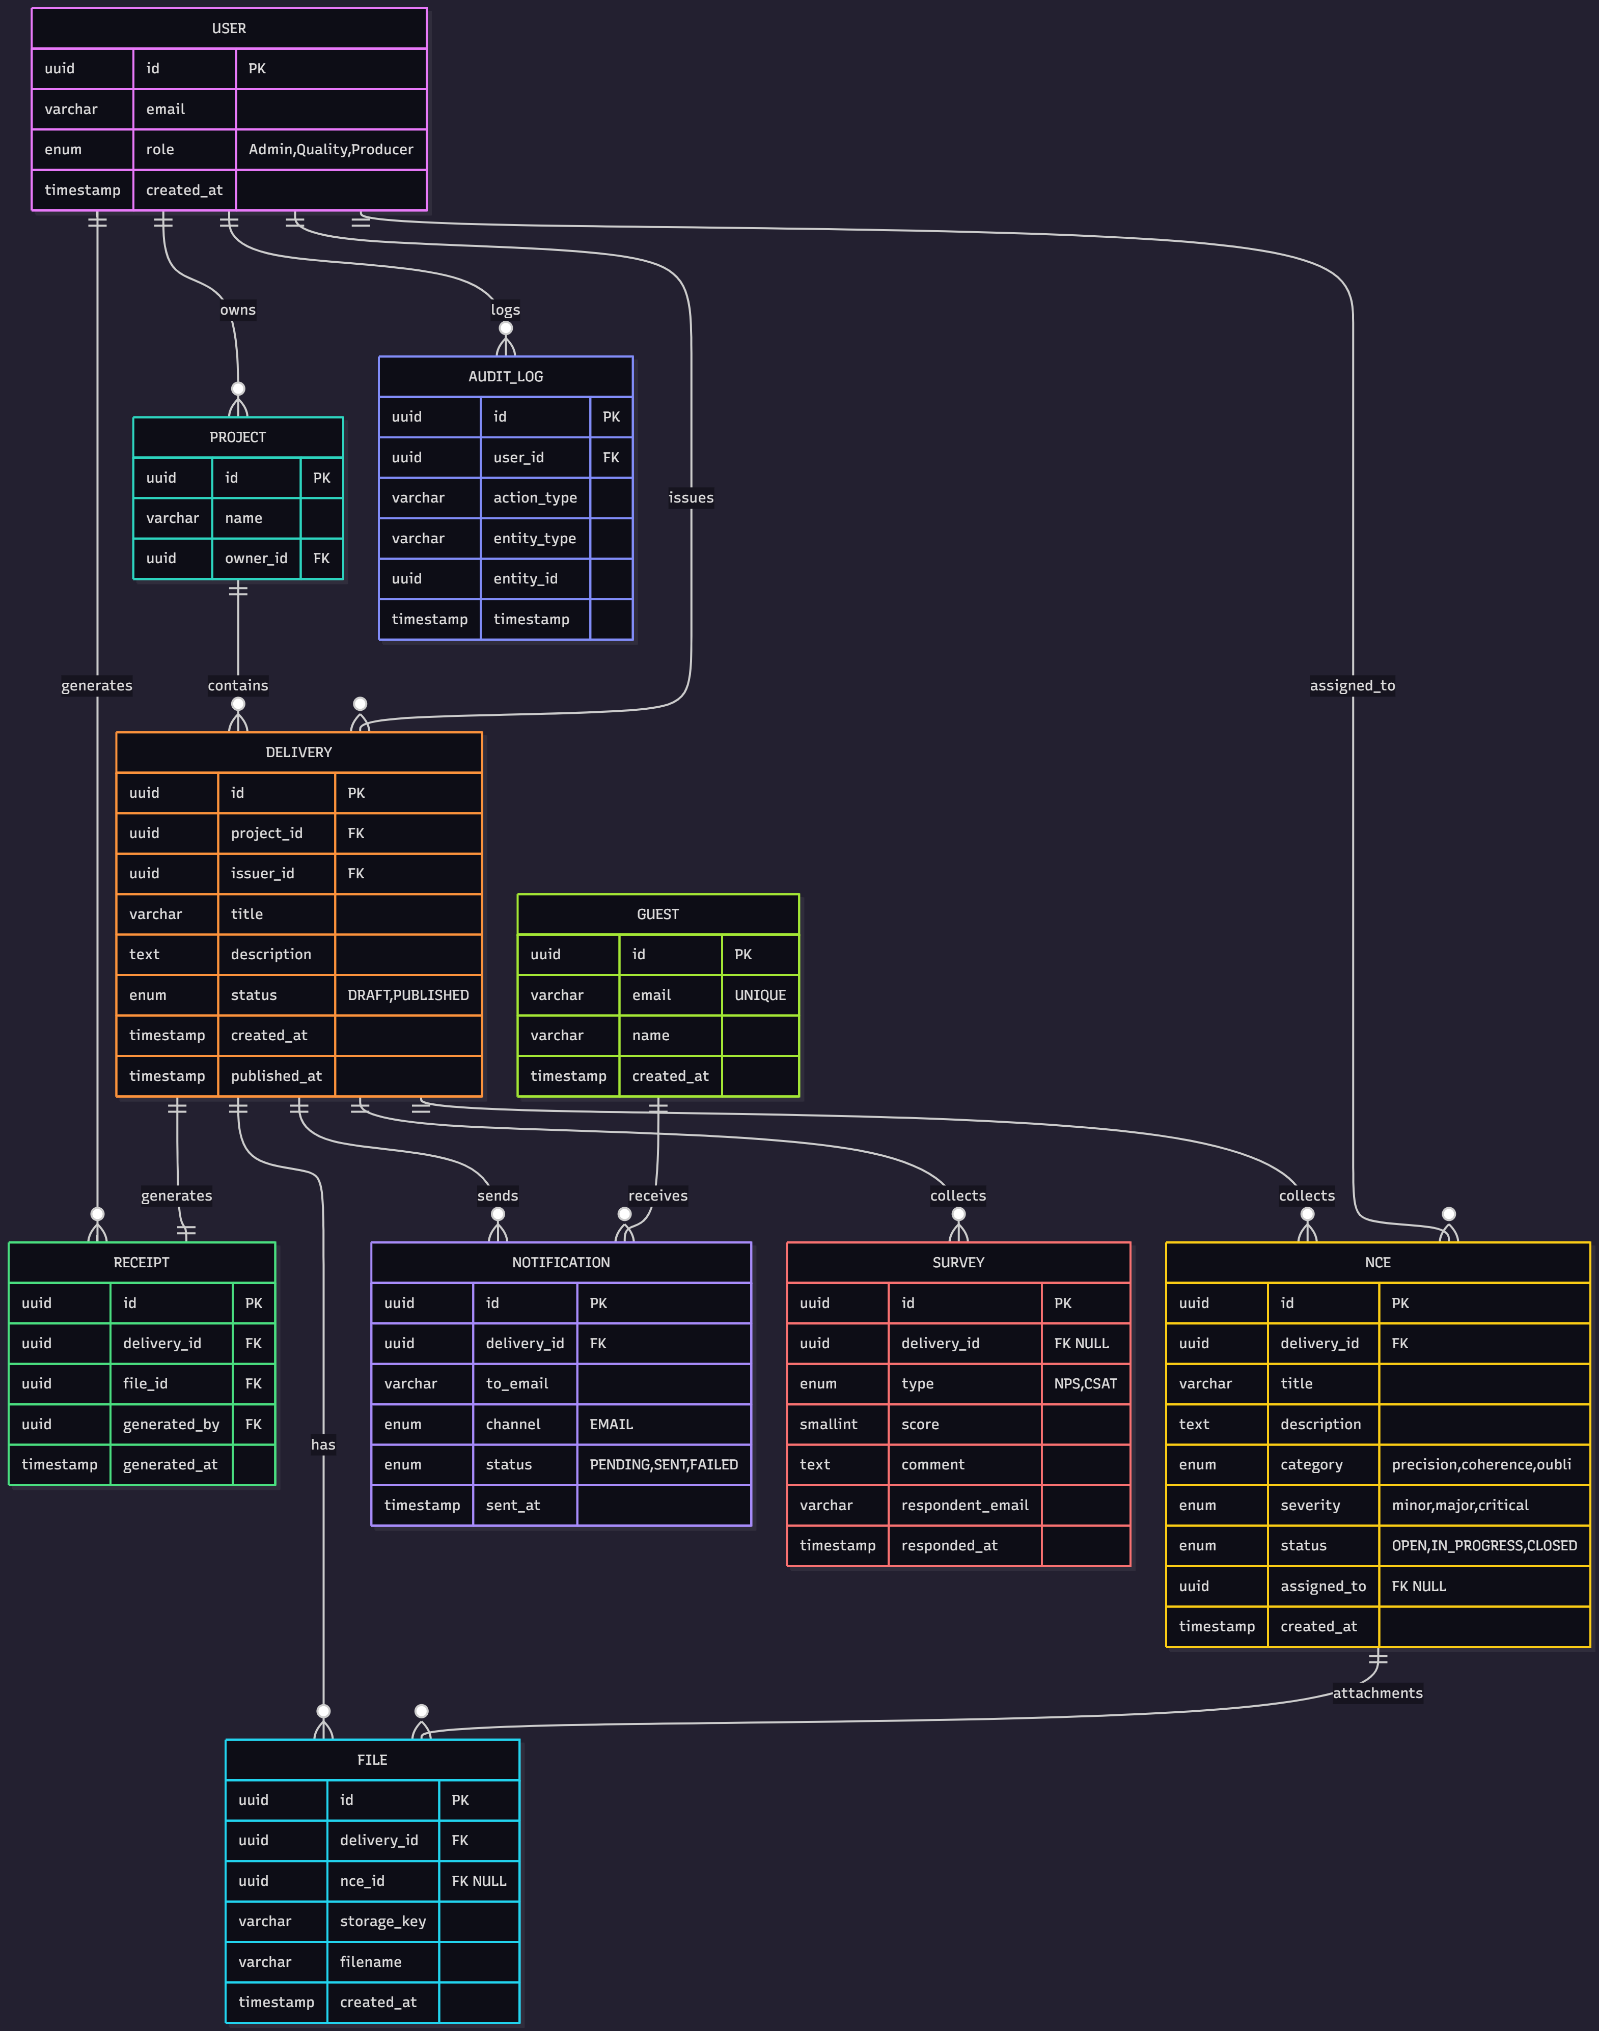 USER
uuid id PK
varchar email
enum role Admin,Quality,Producer
timestamp created_at
owns
logs
AUDIT_LOG
uuid id PK
uuid user_id FK
varchar action_type
varchar entity_type
uuid entity_id
timestamp timestamp
PROJECT
uuid id PK
varchar name
uuid owner_id FK
issues
generates
contains
assigned_to
DELIVERY
uuid id PK
uuid project_id FK
uuid issuer_id FK
varchar title
text description
enum status DRAFT,PUBLISHED
timestamp created_at
timestamp published_at
GUEST
uuid id PK
varchar email UNIQUE
varchar name
timestamp created_at
generates
sends
receives
collects
collects
RECEIPT
uuid id PK
uuid delivery_id FK
uuid file_id FK
uuid generated_by FK
timestamp generated_at
has
NOTIFICATION
uuid id PK
uuid delivery_id FK
varchar to_email
enum channel EMAIL
enum status PENDING,SENT,FAILED
timestamp sent_at
SURVEY
uuid id PK
uuid delivery_id FK NULL
enum type NPS,CSAT
smallint score
text comment
varchar respondent_email
timestamp responded_at
NCE
uuid id PK
uuid delivery_id FK
varchar title
text description
enum category precision,coherence,oubli
enum severity minor,major,critical
enum status OPEN,IN_PROGRESS,CLOSED
uuid assigned_to FK NULL
timestamp created_at
attachments
FILE
uuid id PK
uuid delivery_id FK
uuid nce_id FK NULL
varchar storage_key
varchar filename
timestamp created_at